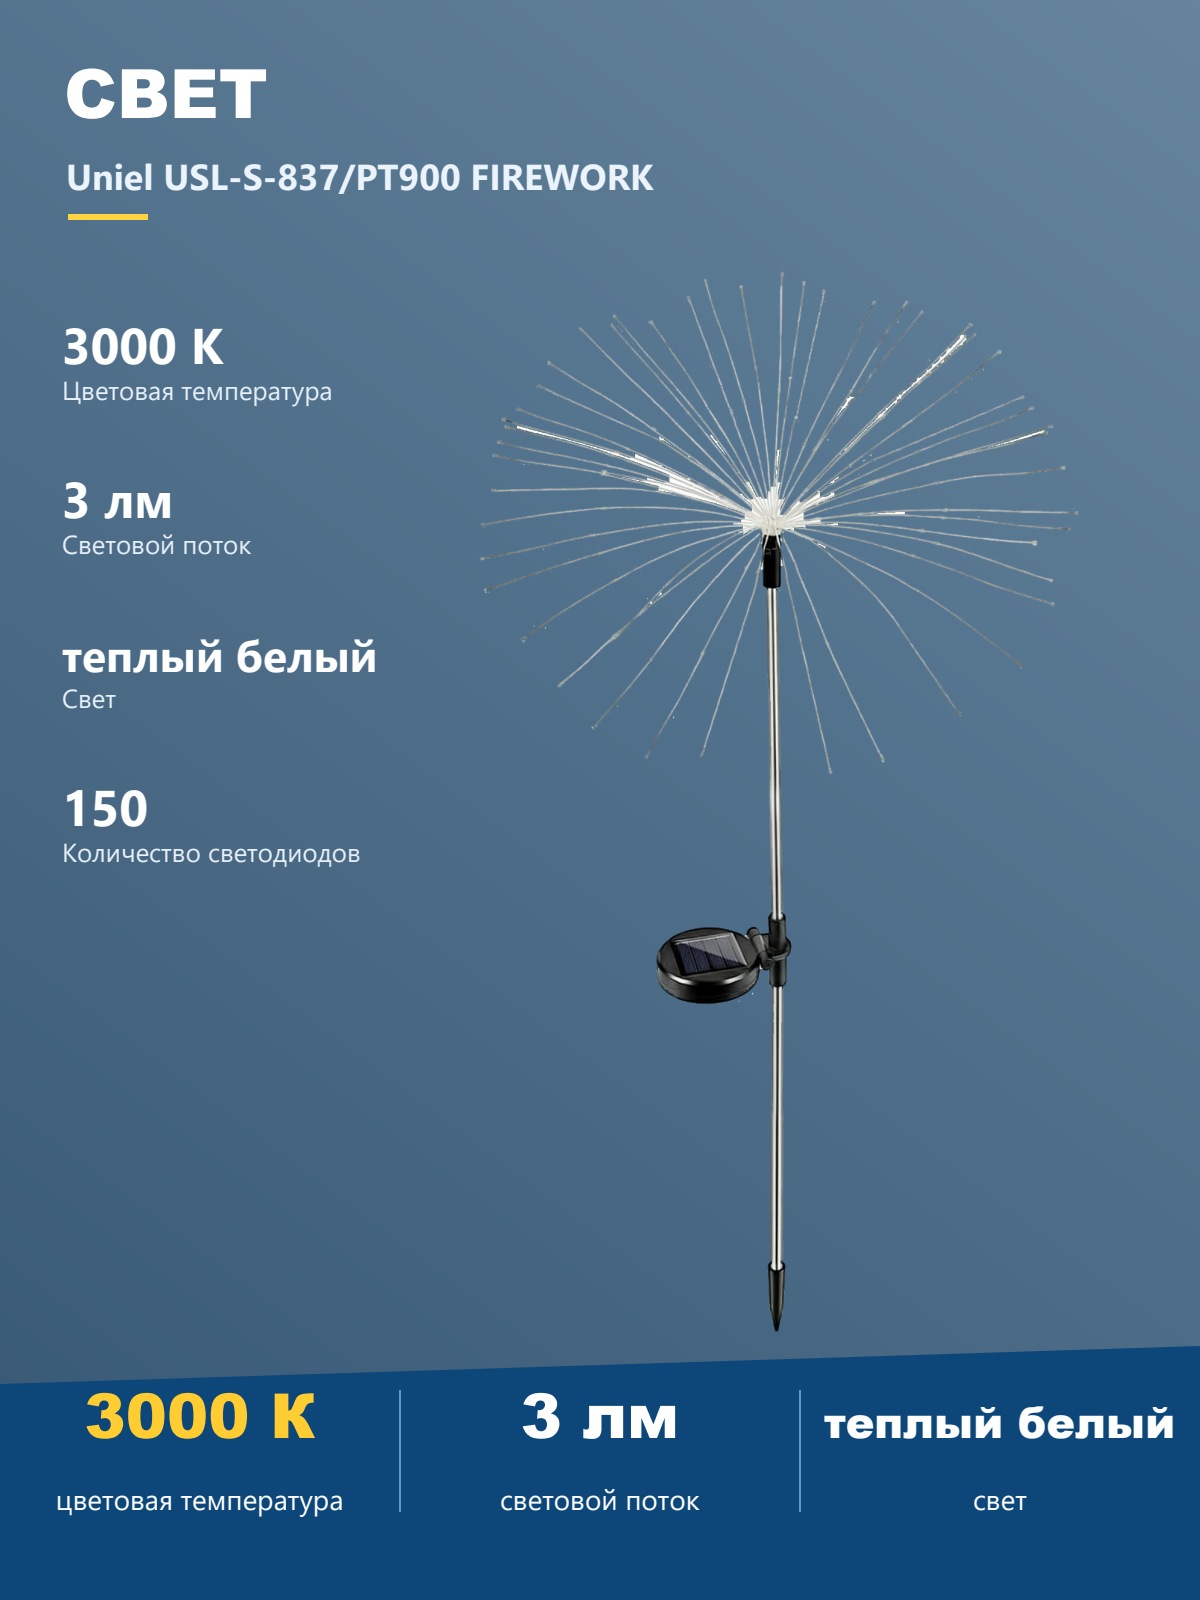 СВЕТ
Uniel USL-S-837/PT900 FIREWORK
3000 К
Цветовая температура
3 лм
Световой поток
теплый белый
Свет
150
Количество светодиодов
3000 К
цветовая температура
3 лм
световой поток
теплый белый
свет